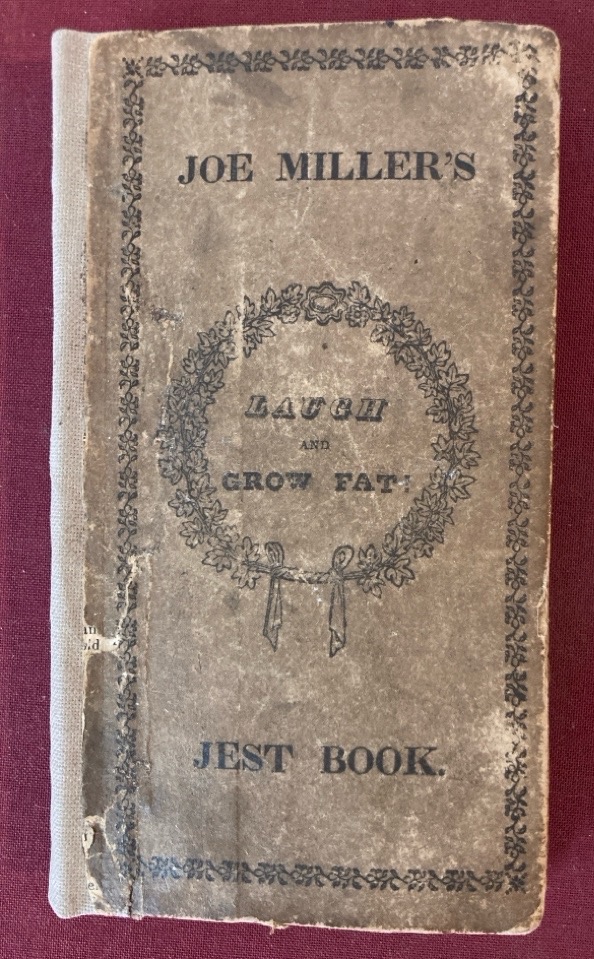 JOE MILLER'S
LAUGH
AND
GROW FAT!
JEST BOOK.